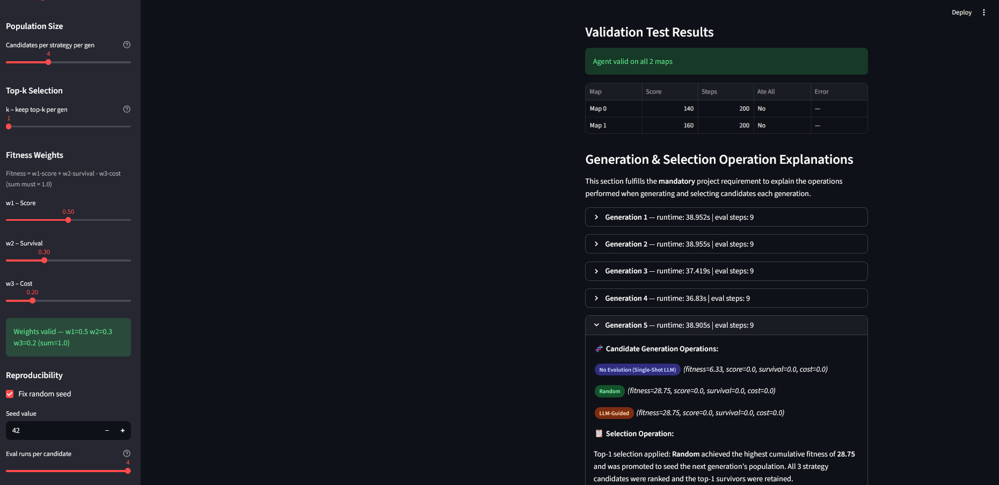 Population Size
Candidates per strategy per gen
4
Top-k Selection
k – keep top-k per gen
1
Fitness Weights
Fitness = w1·score + w2·survival - w3·cost
(sum must = 1.0)
w1 – Score
0.50
w2 – Survival
0.30
w3 – Cost
0.20
Weights valid — w1=0.5 w2=0.3
w3=0.2 (sum=1.0)
Reproducibility
Fix random seed
Seed value
42
Eval runs per candidate
4
Deploy
Validation Test Results
Agent valid on all 2 maps
Map Score Steps Ate All Error
Map 0 140 200 No —
Map 1 160 200 No —
Generation & Selection Operation Explanations
This section fulfills the mandatory project requirement to explain the operations
performed when generating and selecting candidates each generation.
Generation 1 — runtime: 38.952s | eval steps: 9
Generation 2 — runtime: 38.955s | eval steps: 9
Generation 3 — runtime: 37.419s | eval steps: 9
Generation 4 — runtime: 36.83s | eval steps: 9
Generation 5 — runtime: 38.905s | eval steps: 9
Candidate Generation Operations:
No Evolution (Single-Shot LLM) (fitness=6.33, score=0.0, survival=0.0, cost=0.0)
Random (fitness=28.75, score=0.0, survival=0.0, cost=0.0)
LLM-Guided (fitness=28.75, score=0.0, survival=0.0, cost=0.0)
Selection Operation:
Top-1 selection applied: Random achieved the highest cumulative fitness of 28.75
and was promoted to seed the next generation's population. All 3 strategy
candidates were ranked and the top-1 survivors were retained.